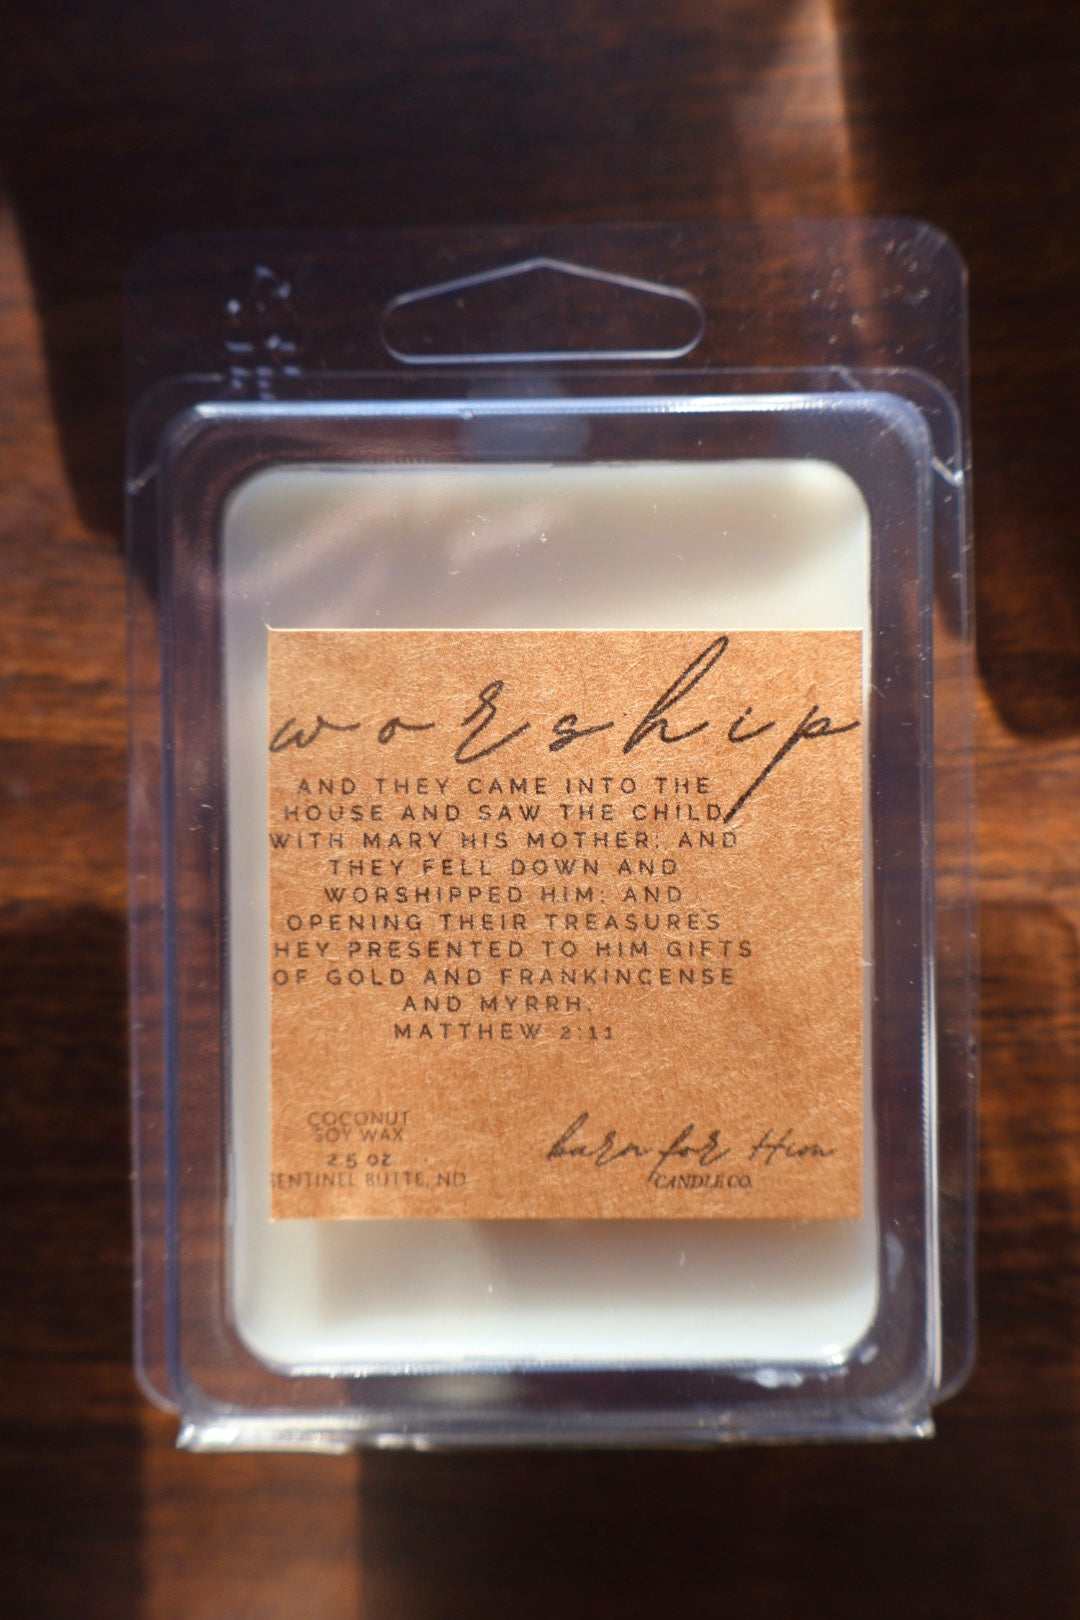 worship
AND THEY CAME INTO THE
HOUSE AND SAW THE CHILD
WITH MARY HIS MOTHER; AND
THEY FELL DOWN AND
WORSHIPPED HIM; AND
OPENING THEIR TREASURES
HEY PRESENTED TO HIM GIFTS
OF GOLD AND FRANKINCENSE
AND MYRRH.
MATTHEW 2:11
COCONUT
SOY WAX
2.5 OZ
SENTINEL BUTTE, ND
burn for Him
CANDLE CO.